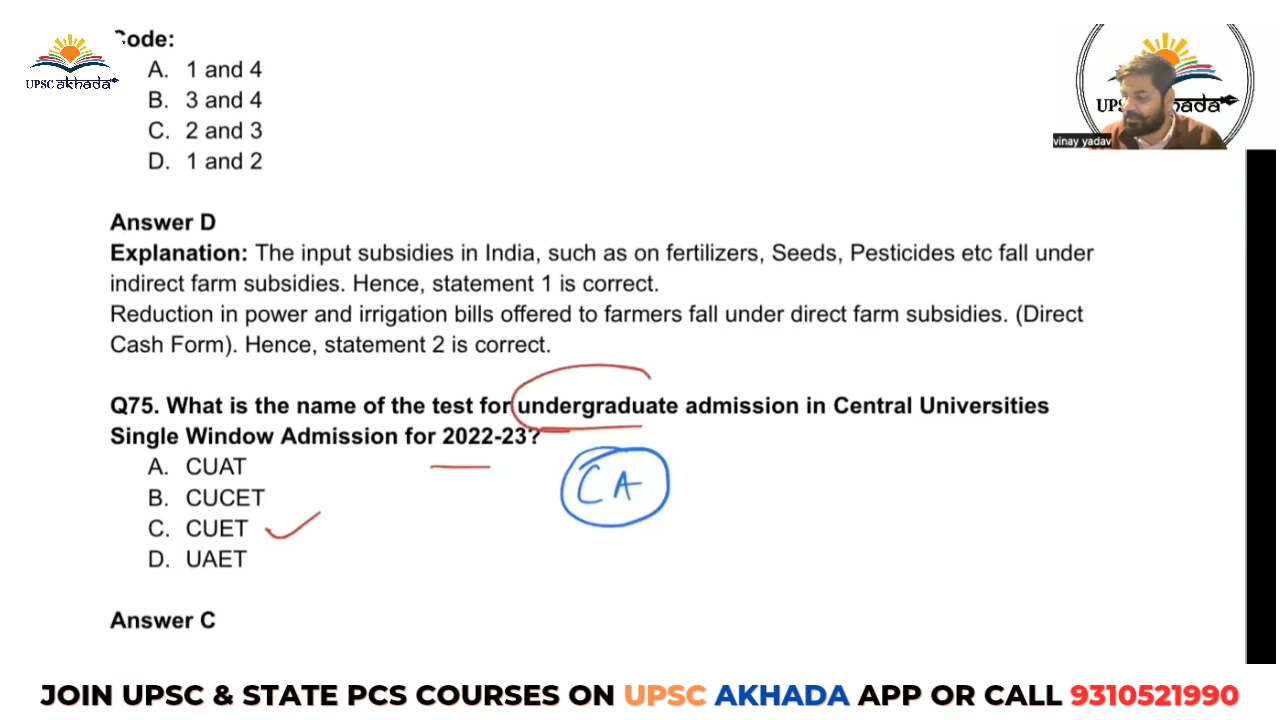 Code:
UPSC akhada
A. 1 and 4
B. 3 and 4
C. 2 and 3
D. 1 and 2
vinay yadav
Answer D
Explanation: The input subsidies in India, such as on fertilizers, Seeds, Pesticides etc fall under
indirect farm subsidies. Hence, statement 1 is correct.
Reduction in power and irrigation bills offered to farmers fall under direct farm subsidies. (Direct
Cash Form). Hence, statement 2 is correct.
Q75. What is the name of the test for undergraduate admission in Central Universities
Single Window Admission for 2022-23?
A. CUAT
B. CUCET
C. CUET
D. UAET
CA
Answer C
JOIN UPSC & STATE PCS COURSES ON UPSC AKHADA APP OR CALL 9310521990